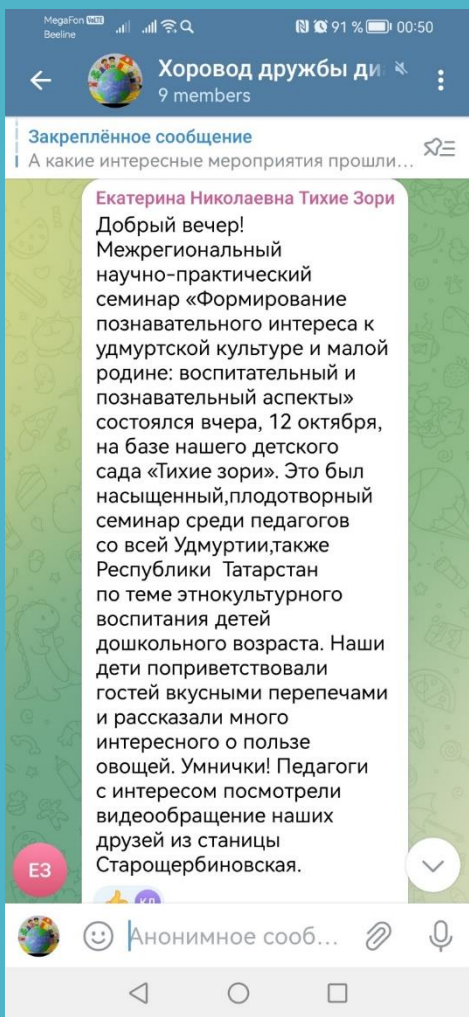 MegaFon VoLTE
Beeline
91 % 00:50
Хоровод дружбы ди
9 members
Закреплённое сообщение
А какие интересные мероприятия прошли...
Екатерина Николаевна Тихие Зори
Добрый вечер!
Межрегиональный
научно-практический
семинар «Формирование
познавательного интереса к
удмуртской культуре и малой
родине: воспитательный и
познавательный аспекты»
состоялся вчера, 12 октября,
на базе нашего детского
сада «Тихие зори». Это был
насыщенный,плодотворный
семинар среди педагогов
со всей Удмуртии,также
Республики Татарстан
по теме этнокультурного
воспитания детей
дошкольного возраста. Наши
дети поприветствовали
гостей вкусными перепечами
и рассказали много
интересного о пользе
овощей. Умнички! Педагоги
с интересом посмотрели
видеообращение наших
друзей из станицы
Старощербиновская.
ЕЗ
КД
Анонимное сооб...